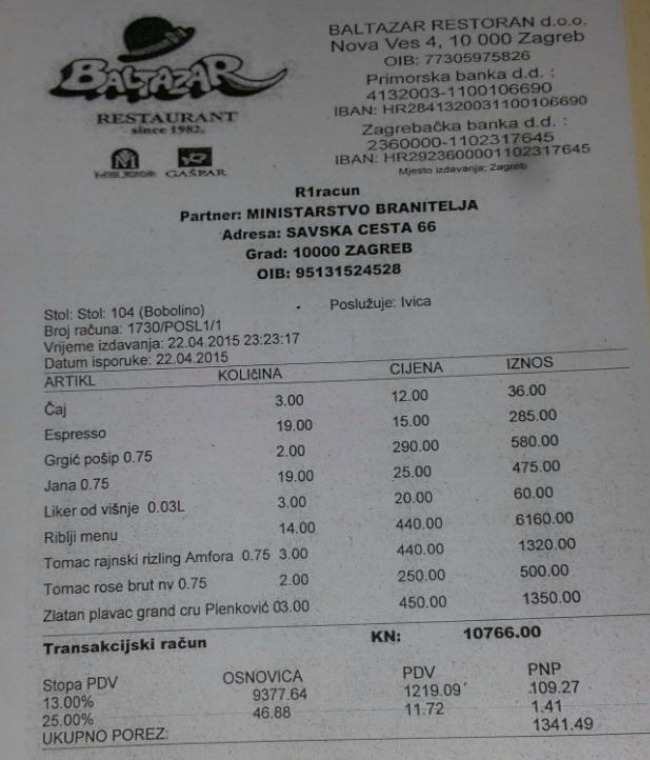 BALTAZAR
RESTAURANT
since 1982.
GAŠPAR
BALTAZAR RESTORAN d.o.o.
Nova Ves 4, 10 000 Zagreb
OIB: 77305975826
Primorska banka d.d. :
4132003-1100106690
IBAN: HR2841320031100106690
Zagrebačka banka d.d. :
2360000-1102317645
IBAN: HR2923600001102317645
Mjesto izdavanja: Zagreb
R1racun
Partner: MINISTARSTVO BRANITELJA
Adresa: SAVSKA CESTA 66
Grad: 10000 ZAGREB
OIB: 95131524528
Stol: Stol: 104 (Bobolino) Poslužuje: Ivica
Broj računa: 1730/POSL1/1
Vrijeme izdavanja: 22.04.2015 23:23:17
Datum isporuke: 22.04.2015
ARTIKL KOLIčINA CIJENA IZNOS
Čaj 3.00 12.00 36.00
Espresso 19.00 15.00 285.00
Grgić pošip 0.75 2.00 290.00 580.00
Jana 0.75 19.00 25.00 475.00
Liker od višnje 0.03L 3.00 20.00 60.00
Riblji menu 14.00 440.00 6160.00
Tomac rajnski rizling Amfora 0.75 3.00 440.00 1320.00
Tomac rose brut nv 0.75 2.00 250.00 500.00
Zlatan plavac grand cru Plenković 03.00 450.00 1350.00
Transakcijski račun KN: 10766.00
Stopa PDV OSNOVICA PDV PNP
13.00% 9377.64 1219.09 109.27
25.00% 46.88 11.72 1.41
UKUPNO POREZ: 1341.49